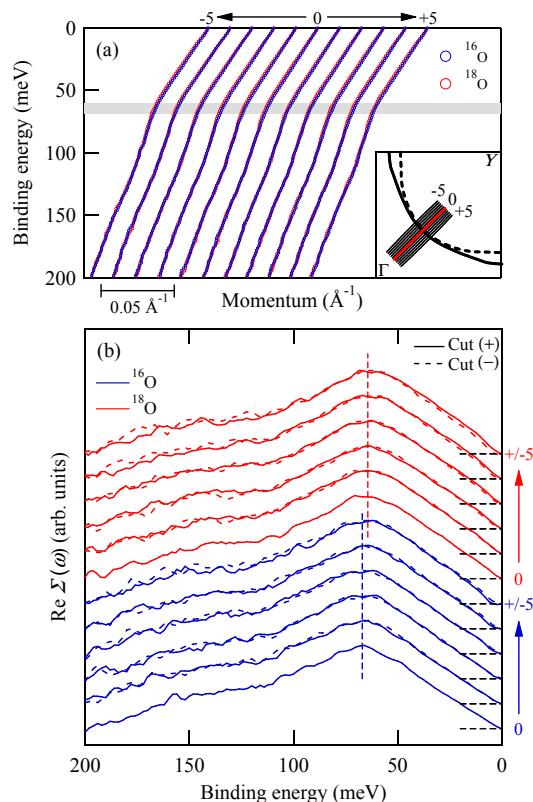 -5 0 +5
(a)
16O
18O
0
50
100
150
200
Binding energy (meV)
Y
-5
0
+5
Γ
0.05 Å-1
Momentum (Å-1)
(b)
16O
18O
Cut (+)
Cut (−)
+/-5
0
+/-5
0
Re Σ(ω) (arb. units)
200 150 100 50 0
Binding energy (meV)